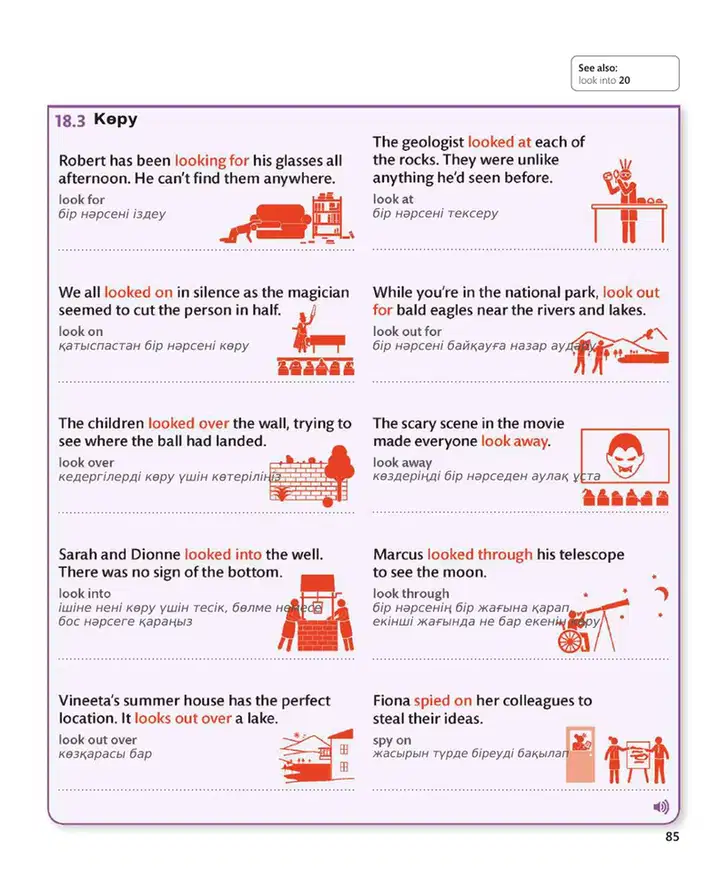 See also:
look into 20
18.3 Көру
Robert has been looking for his glasses all
afternoon. He can't find them anywhere.
look for
бір нәрсені іздеу
The geologist looked at each of
the rocks. They were unlike
anything he'd seen before.
look at
бір нәрсені тексеру
We all looked on in silence as the magician
seemed to cut the person in half.
look on
қатыспастан бір нәрсені көру
While you're in the national park, look out
for bald eagles near the rivers and lakes.
look out for
бір нәрсені байқауға назар аудару
The children looked over the wall, trying to
see where the ball had landed.
look over
кедергілерді көру үшін көтеріліңіз
The scary scene in the movie
made everyone look away.
look away
көздеріңді бір нәрседен аулақ ұста
Sarah and Dionne looked into the well.
There was no sign of the bottom.
look into
ішіне нені көру үшін тесік, бөлме немесе
бос нәрсеге қараңыз
Marcus looked through his telescope
to see the moon.
look through
бір нәрсенің бір жағына қарап,
екінші жағында не бар екенін көру
Vineeta's summer house has the perfect
location. It looks out over a lake.
look out over
көзқарасы бар
Fiona spied on her colleagues to
steal their ideas.
spy on
жасырын түрде біреуді бақылап
85